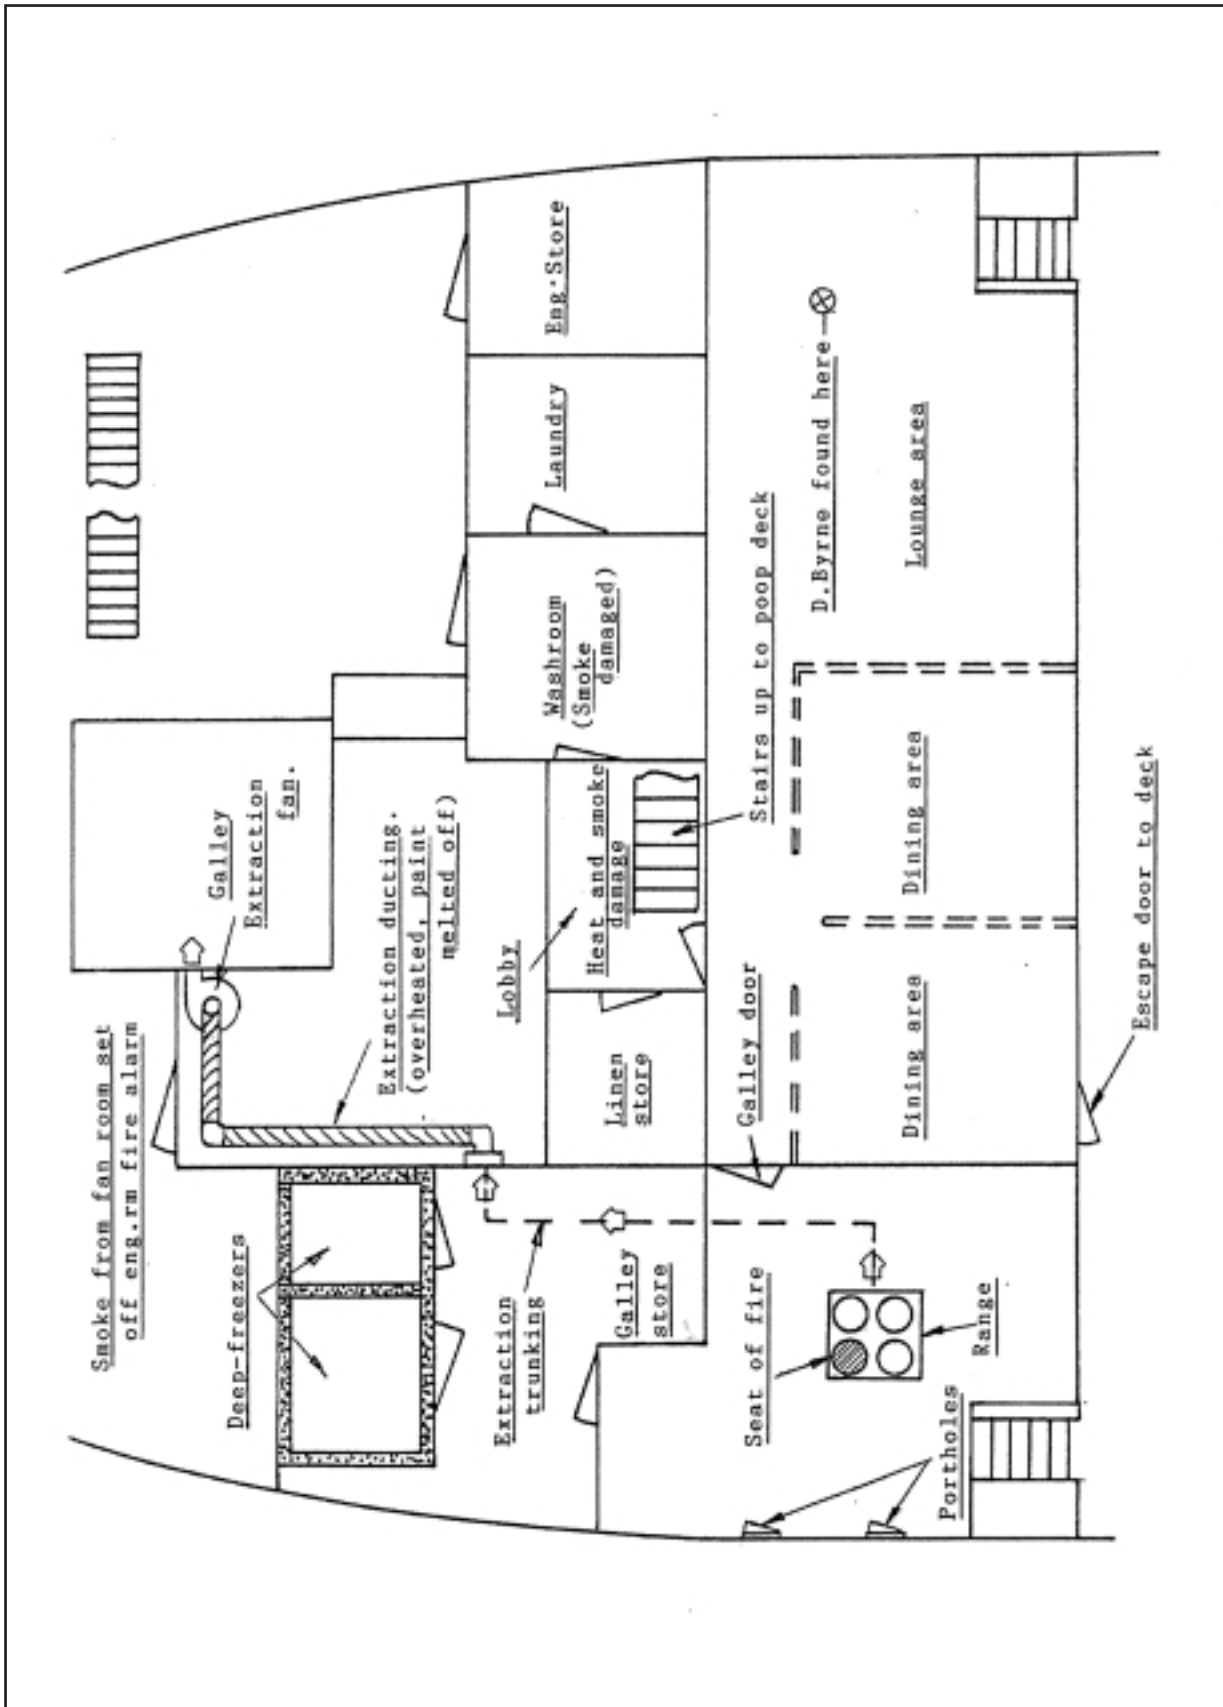 Smoke from fan room set
off eng.rm fire alarm
Galley
Extraction
fan.
Deep-freezers
Extraction ducting.
(overheated, paint
melted off)
Extraction
trunking
Lobby
Eng.Store
Laundry
Washroom
(Smoke
damaged)
Heat and smoke
damage
Linen
store
Galley
store
Stairs up to poop deck
Galley door
Seat of fire
D.Byrne found here
Lounge area
Dining area
Dining area
Range
Portholes
Escape door to deck